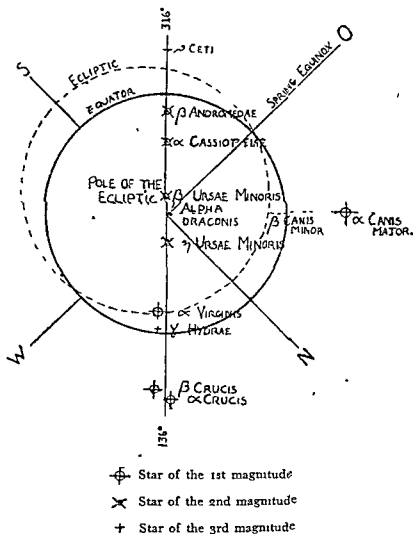 316°
O
CETI
S
ECLIPTIC
SPRING EQUINOX
EQUATOR
β ANDROMEDAE
α CASSIOPEIAE
POLE OF THE
ECLIPTIC
β URSAE MINORIS
ALPHA
DRACONIS
β CANIS
MINOR
α CANIS
MAJOR.
η URSAE MINORIS
α VIRGINIS
γ HYDRAE
W
N
β CRUCIS
α CRUCIS
136°
Star of the 1st magnitude
Star of the 2nd magnitude
Star of the 3rd magnitude